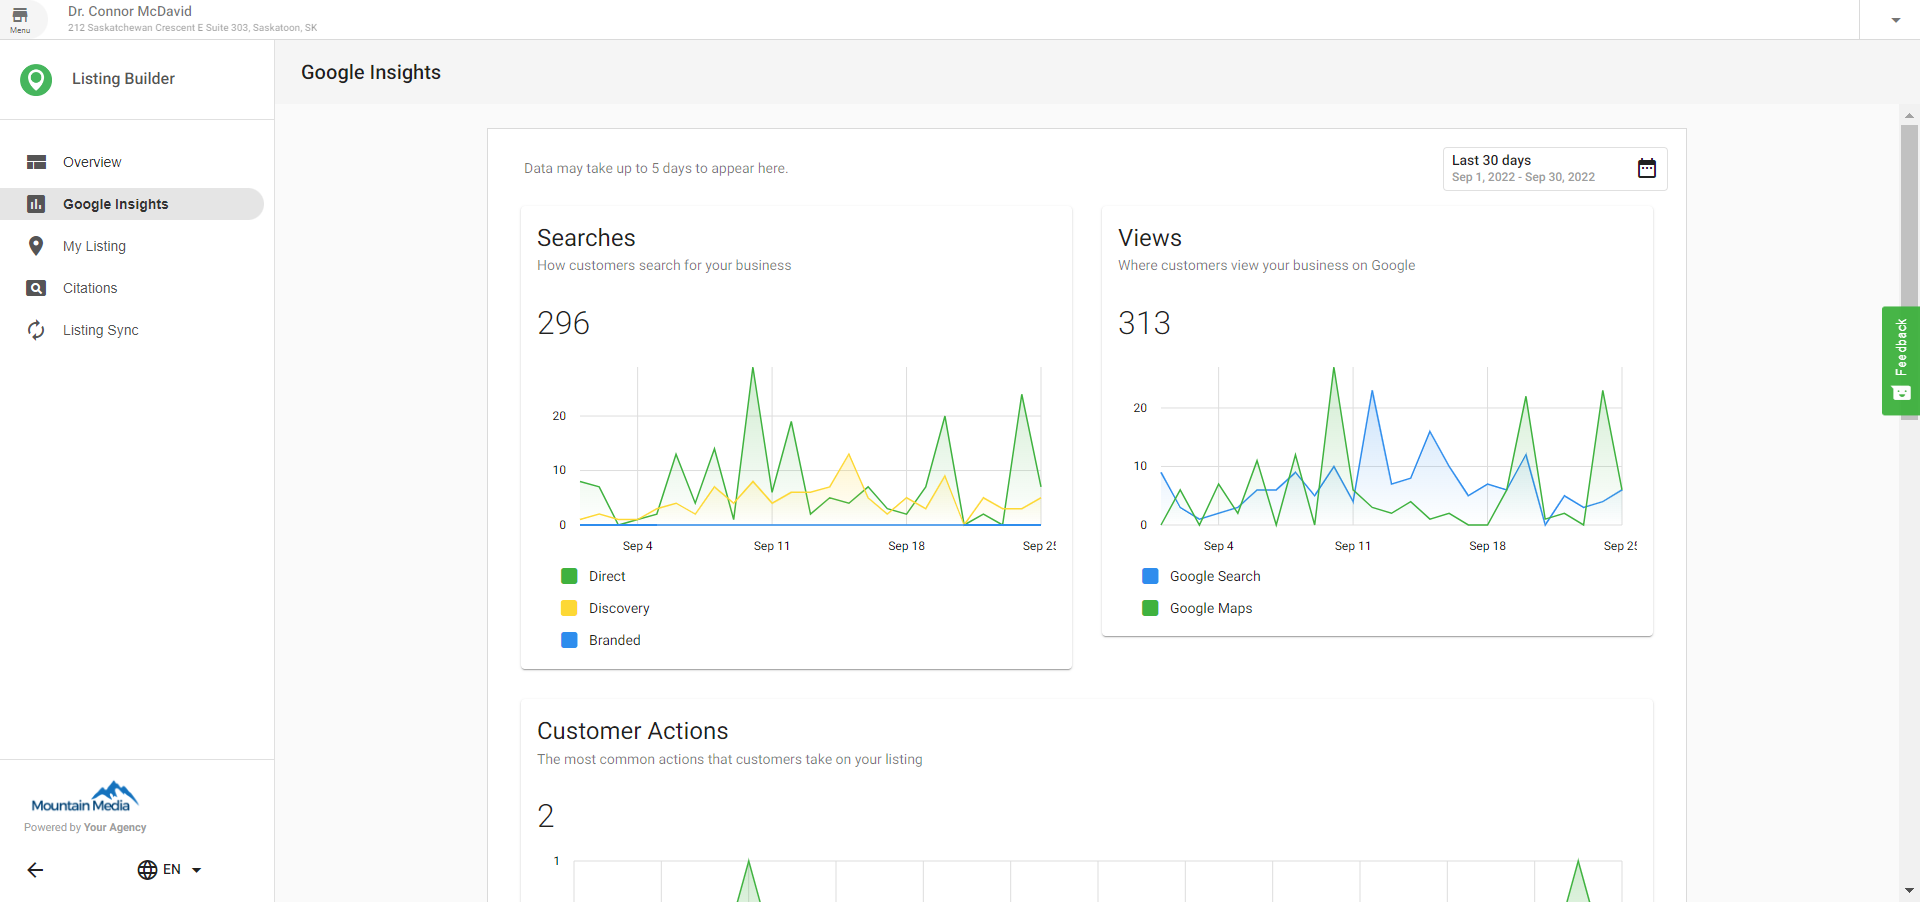 Menu
Dr. Connor McDavid
212 Saskatchewan Crescent E Suite 303, Saskatoon, SK
Listing Builder
Overview
Google Insights
My Listing
Citations
Listing Sync
Mountain Media
Powered by Your Agency
EN
Google Insights
Data may take up to 5 days to appear here.
Last 30 days
Sep 1, 2022 - Sep 30, 2022
Searches
How customers search for your business
296
20
10
0
Sep 4
Sep 11
Sep 18
Sep 25
Direct
Discovery
Branded
Views
Where customers view your business on Google
313
20
10
0
Sep 4
Sep 11
Sep 18
Sep 25
Google Search
Google Maps
Customer Actions
The most common actions that customers take on your listing
2
1
Feedback